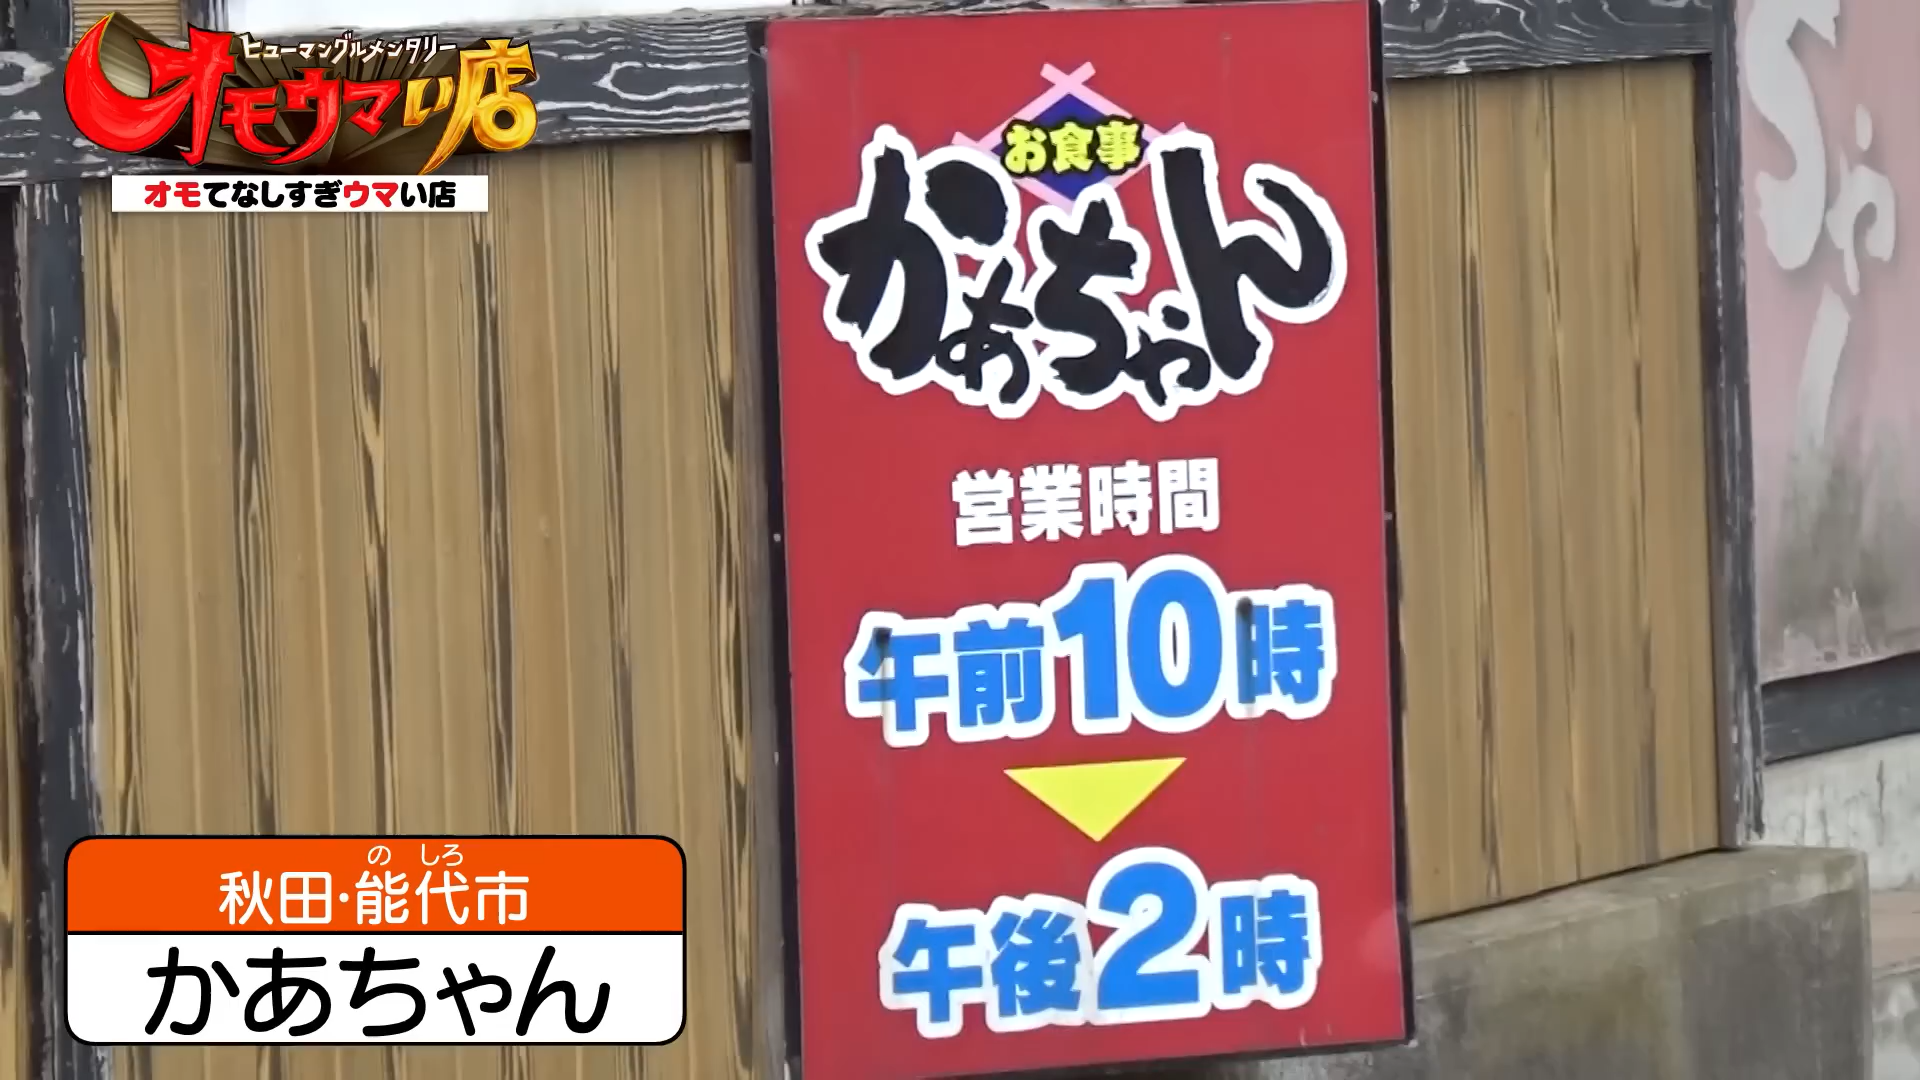 ヒューマングルメンタリー
オモウマい店
オモてなしすぎウマい店
お食事
かあちゃん
営業時間
午前10時
午後2時
の しろ
秋田・能代市
かあちゃん